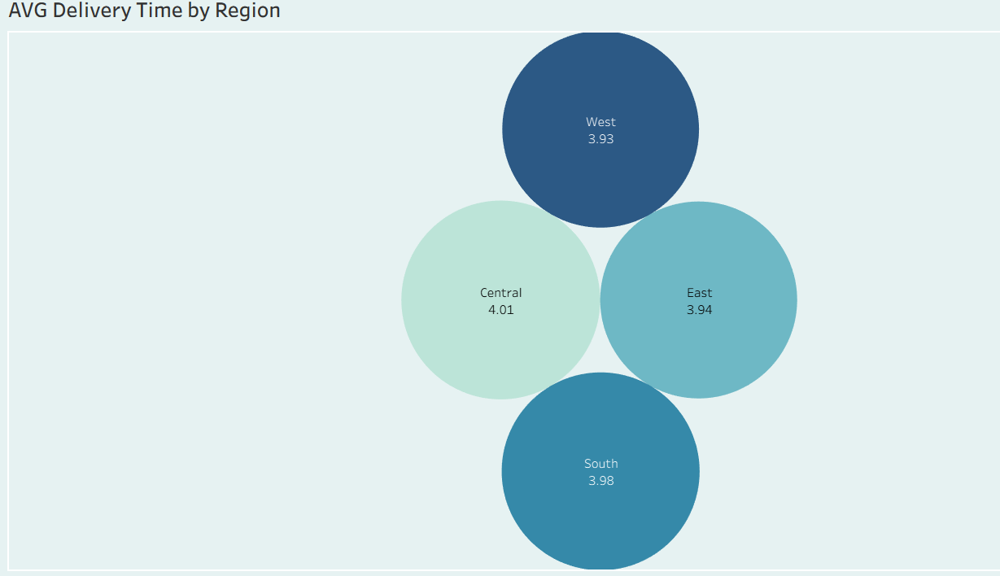 AVG Delivery Time by Region
West
3.93
Central
4.01
East
3.94
South
3.98